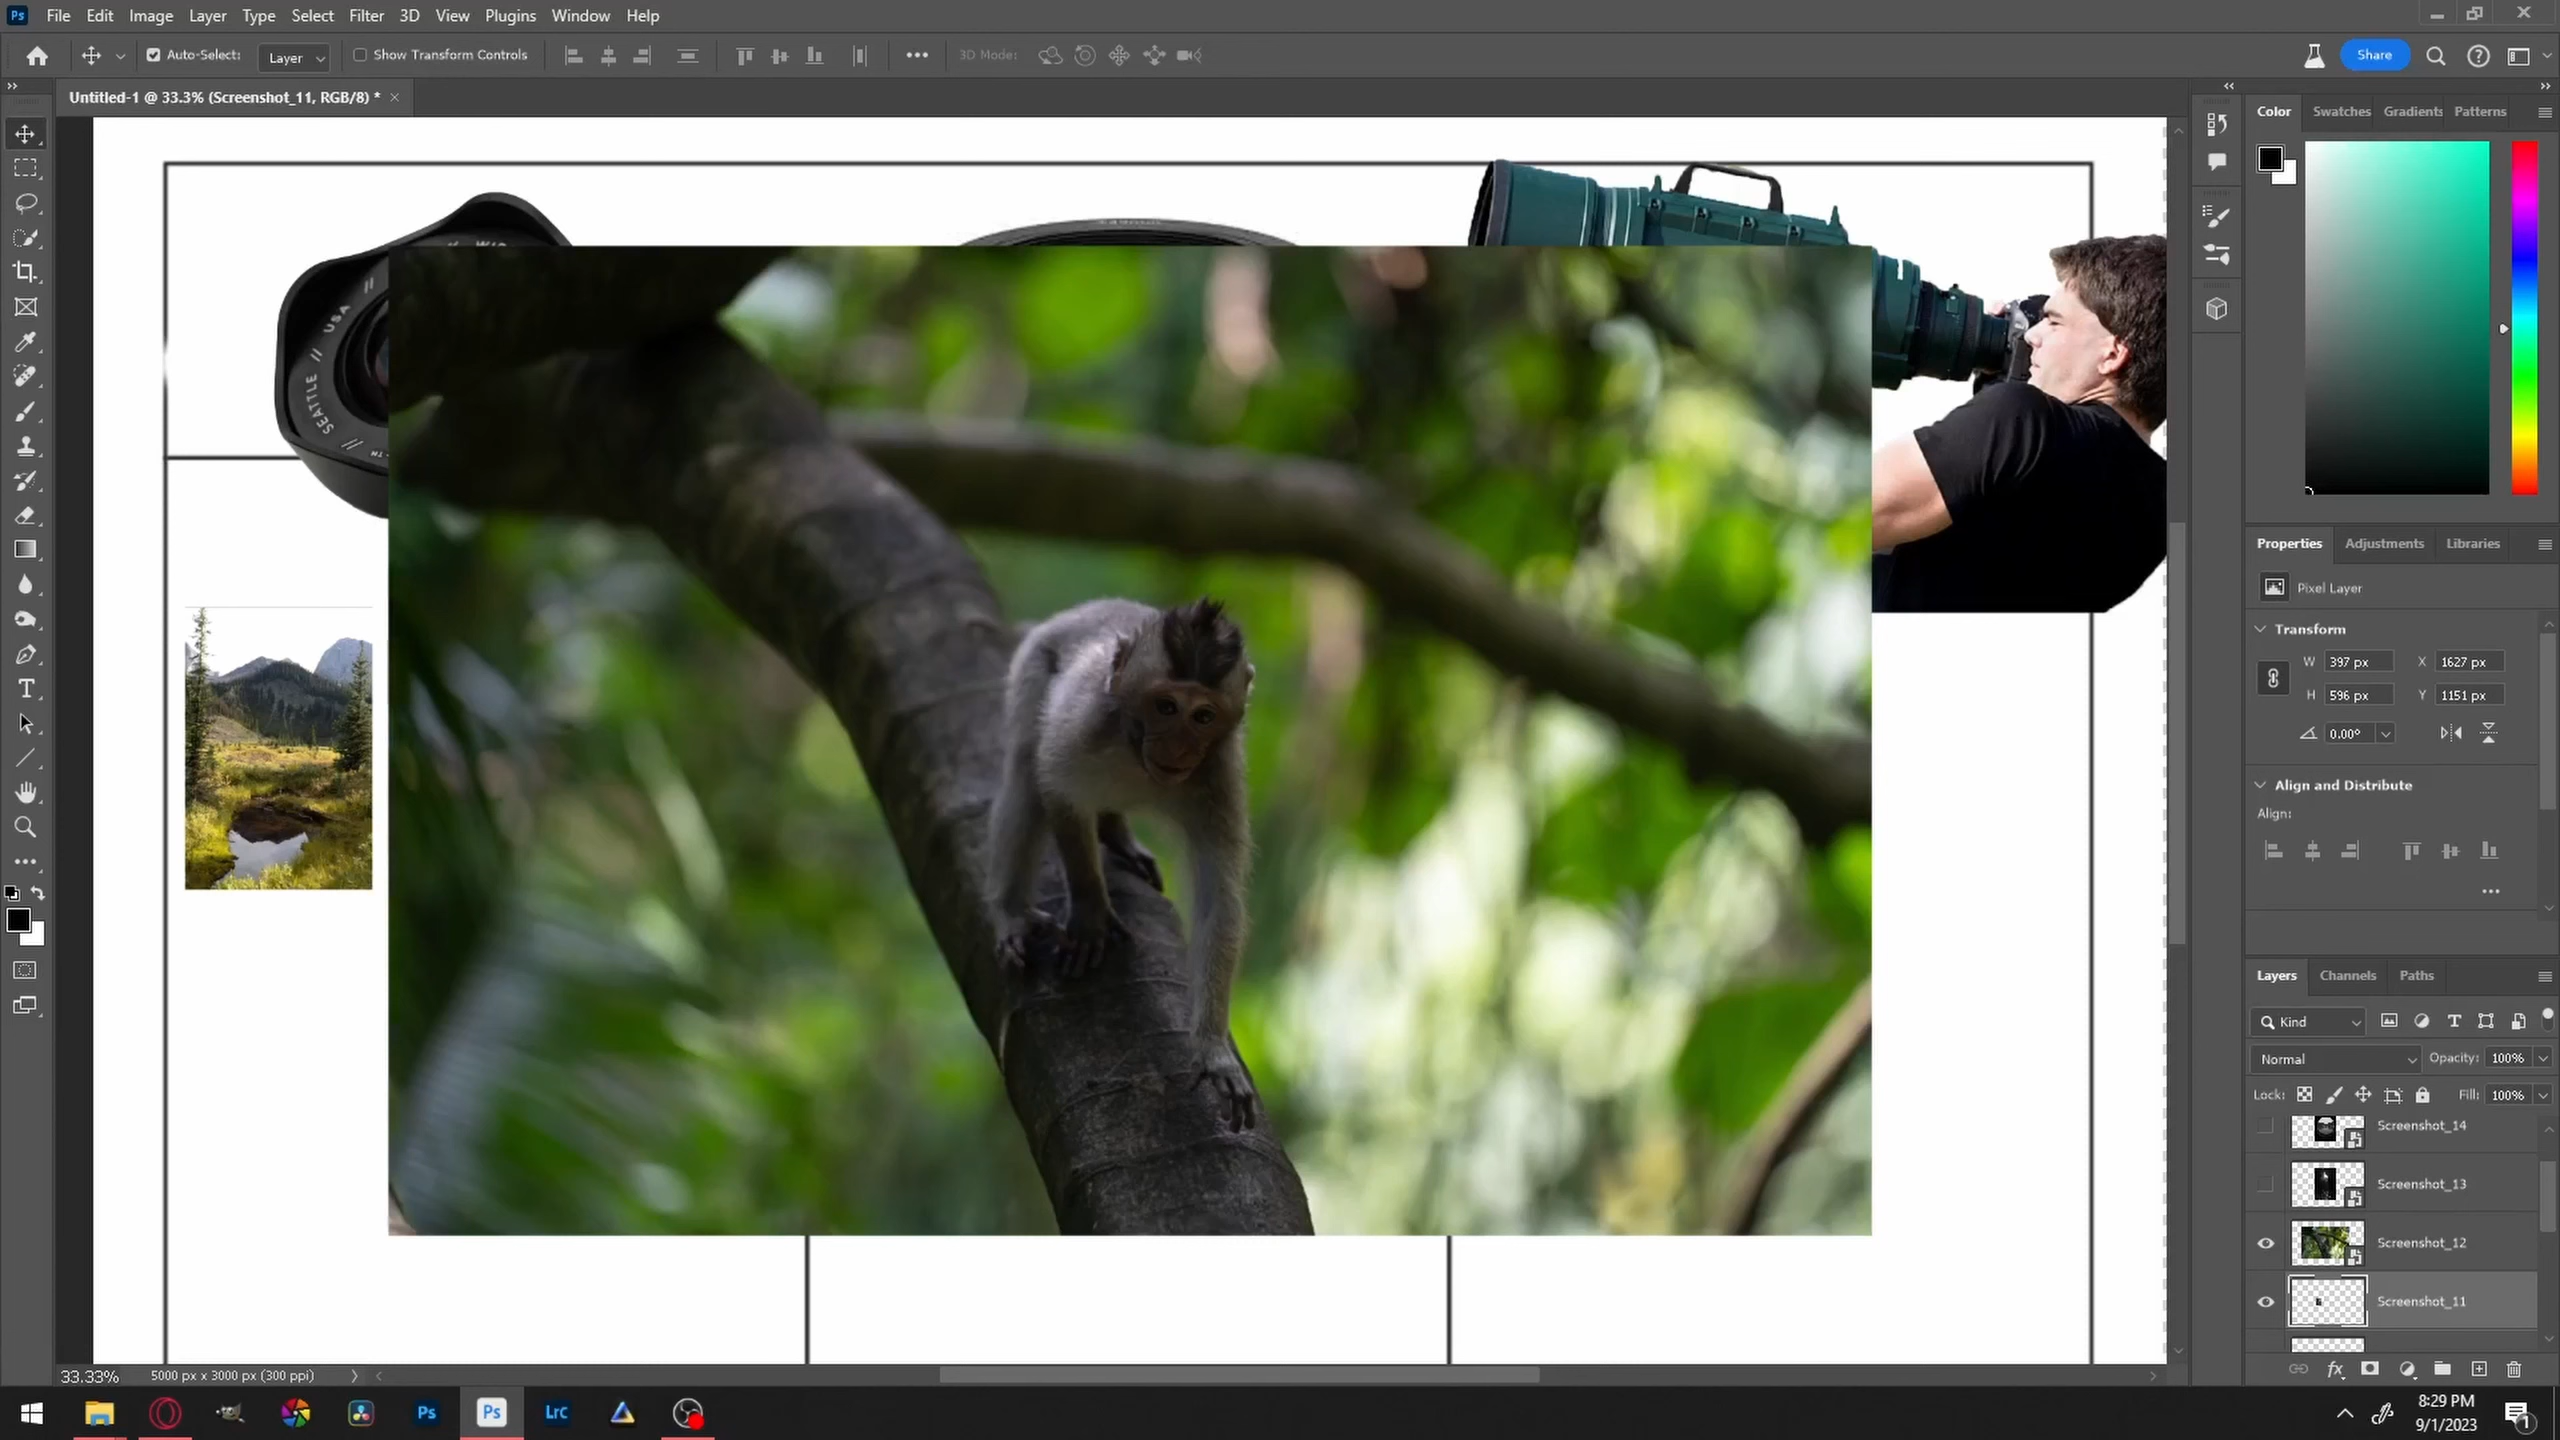 Ps File Edit Image Layer Select Filter 3D View Plugins Window Help
Type
Auto-Select: Layer Show Transform Controls 3D Mode: Share
Untitled-1 @ 33.3% (Screenshot_11, RGB/8) *
Color Swatches Gradients Patterns
USA
SEATTLE
Properties Adjustments Libraries
Pixel Layer
Transform
W 397 px X 1627 px
H 596 px Y 1151 px
0.00°
Align and Distribute
Align:
Layers Channels Paths
Kind
Normal Opacity: 100%
Lock: Fill: 100%
Screenshot_14
Screenshot_13
Screenshot_12
Screenshot_11
33.33% 5000 px x 3000 px (300 ppi)
Ps Ps Lrc
8:29 PM
9/1/2023
1